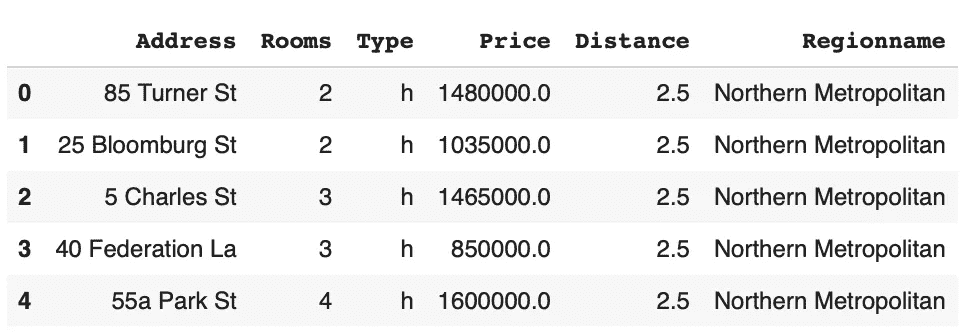 Address Rooms Type Price Distance Regionname
0 85 Turner St 2 h 1480000.0 2.5 Northern Metropolitan
1 25 Bloomburg St 2 h 1035000.0 2.5 Northern Metropolitan
2 5 Charles St 3 h 1465000.0 2.5 Northern Metropolitan
3 40 Federation La 3 h 850000.0 2.5 Northern Metropolitan
4 55a Park St 4 h 1600000.0 2.5 Northern Metropolitan